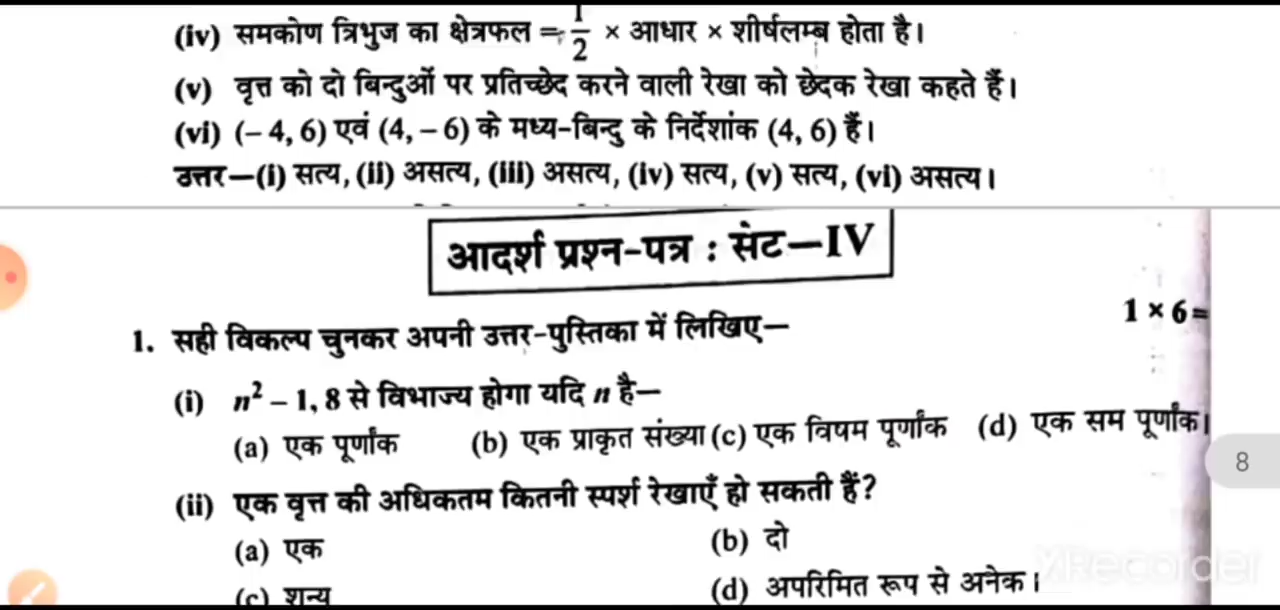 (iv) समकोण त्रिभुज का क्षेत्रफल = 1/2 × आधार × शीर्षलम्ब होता है।
(v) वृत्त को दो बिन्दुओं पर प्रतिच्छेद करने वाली रेखा को छेदक रेखा कहते हैं।
(vi) (– 4, 6) एवं (4, – 6) के मध्य-बिन्दु के निर्देशांक (4, 6) हैं।
उत्तर—(i) सत्य, (ii) असत्य, (iii) असत्य, (iv) सत्य, (v) सत्य, (vi) असत्य।
आदर्श प्रश्न-पत्र : सेट—IV
1 × 6=
1. सही विकल्प चुनकर अपनी उत्तर-पुस्तिका में लिखिए—
(i) n² – 1, 8 से विभाज्य होगा यदि n है—
(a) एक पूर्णांक (b) एक प्राकृत संख्या (c) एक विषम पूर्णांक (d) एक सम पूर्णांक।
8
(ii) एक वृत्त की अधिकतम कितनी स्पर्श रेखाएँ हो सकती हैं?
(a) एक (b) दो
(c) शून्य (d) अपरिमित रूप से अनेक।
XRecorder